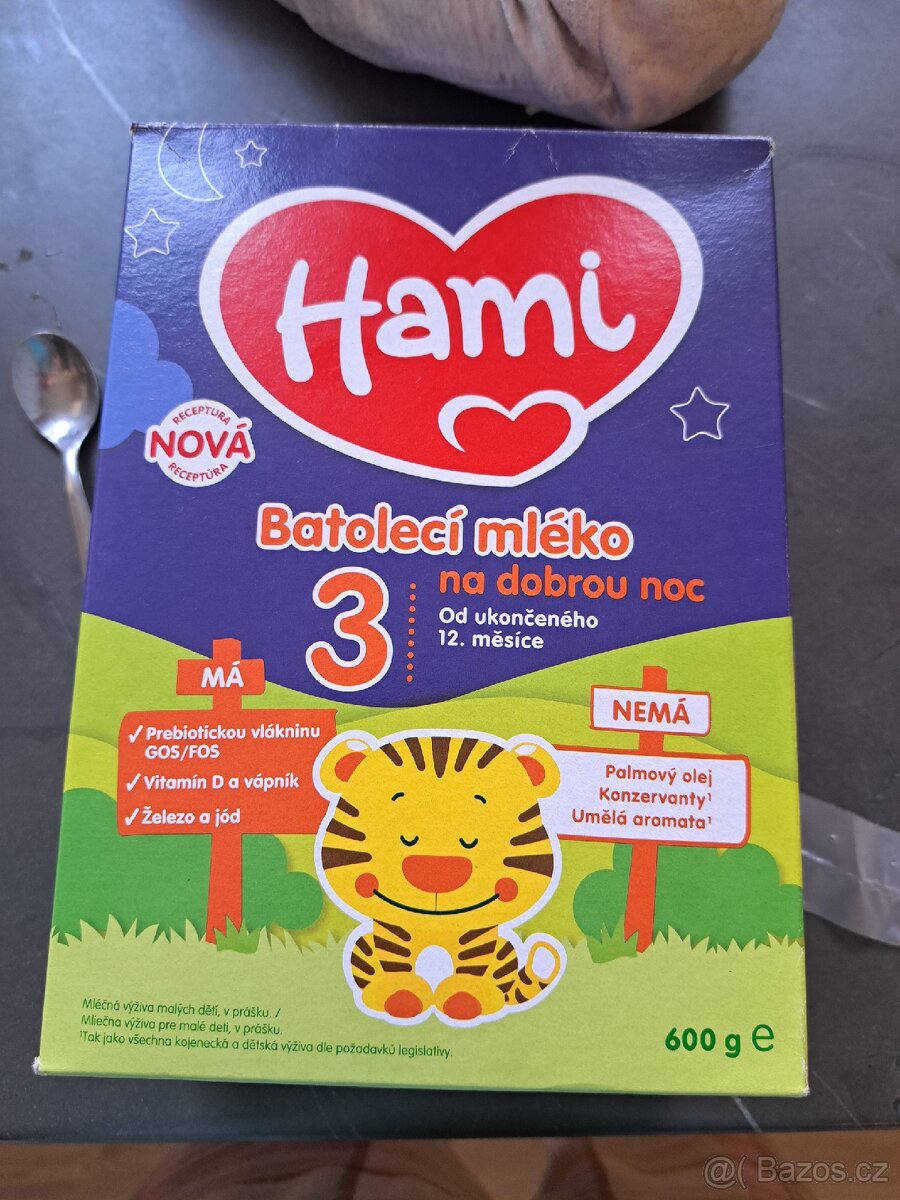 Hami
RECEPTURA
NOVÁ
RECEPTÚRA
Batolecí mléko
3
na dobrou noc
Od ukončeného
12. měsíce
MÁ
✓ Prebiotickou vlákninu
GOS/FOS
✓ Vitamín D a vápník
✓ Železo a jód
NEMÁ
Palmový olej
Konzervanty¹
Umělá aromata¹
Mléčná výživa malých dětí, v prášku. /
Mliečna výživa pre malé deti, v prášku.
¹Tak jako všechna kojenecká a dětská výživa dle požadavků legislativy.
600 g ℮
@( Bazos.cz